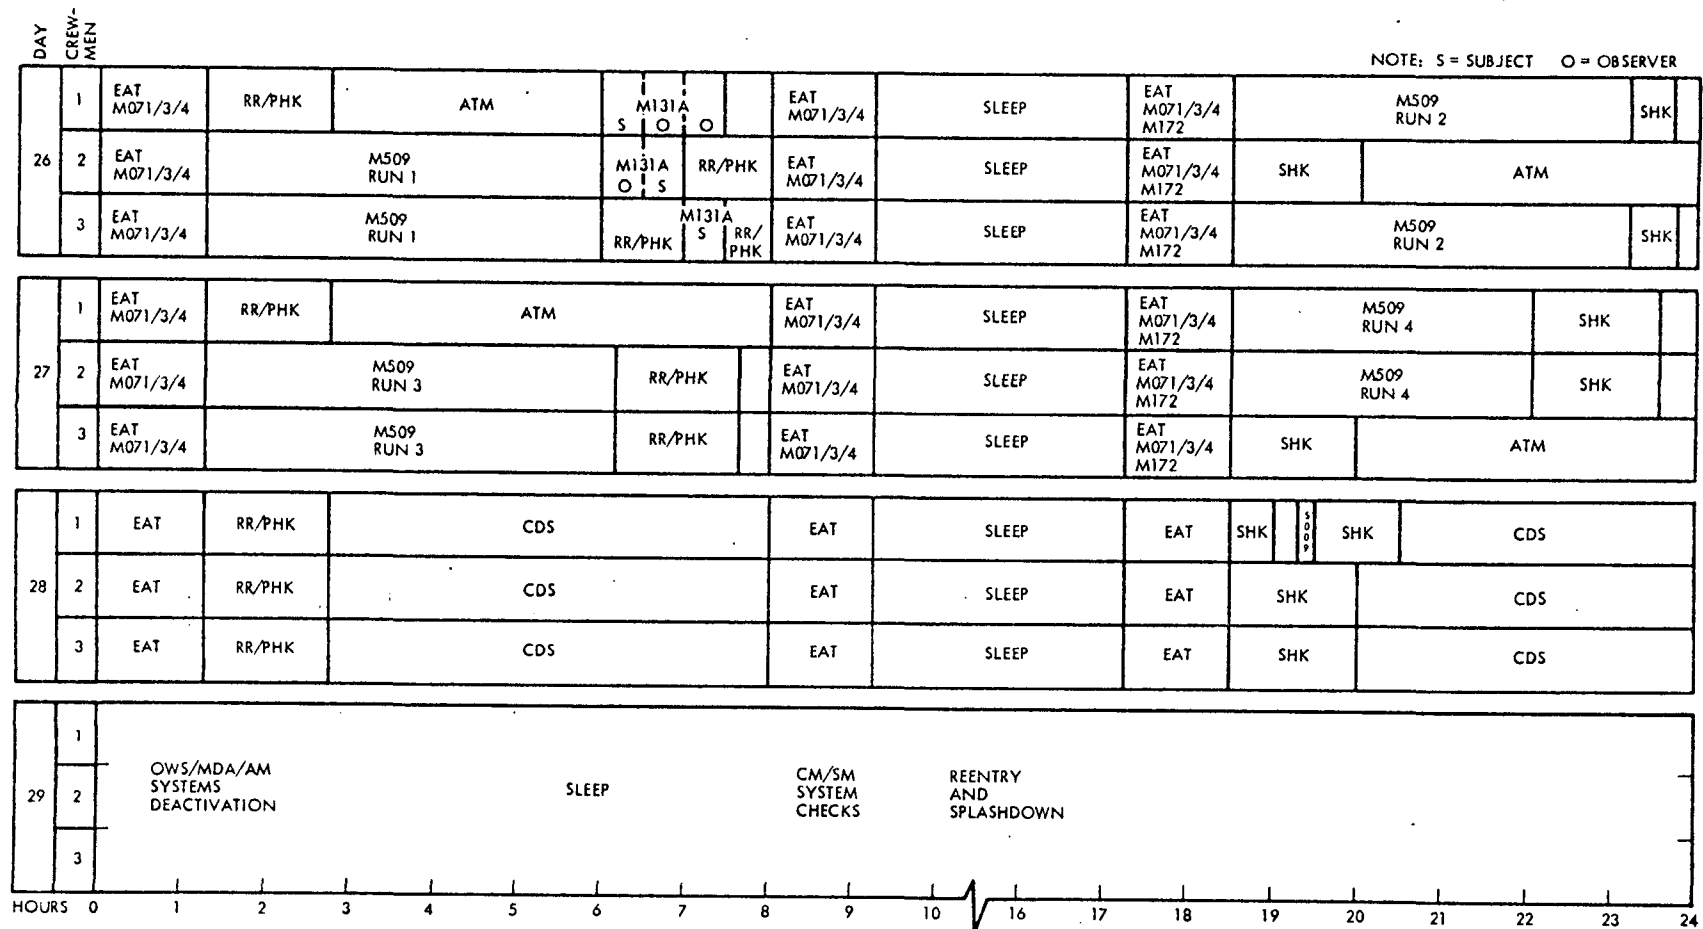 DAY
CREW-
MEN
NOTE: S = SUBJECT O = OBSERVER
26
1
EAT
M071/3/4
RR/PHK
ATM
M131A
S O O
EAT
M071/3/4
SLEEP
EAT
M071/3/4
M172
M509
RUN 2
SHK
2
EAT
M071/3/4
M509
RUN 1
M131A
O S
RR/PHK
EAT
M071/3/4
SLEEP
EAT
M071/3/4
M172
SHK
ATM
3
EAT
M071/3/4
M509
RUN 1
RR/PHK
M131A
S
RR/
PHK
EAT
M071/3/4
SLEEP
EAT
M071/3/4
M172
M509
RUN 2
SHK
27
1
EAT
M071/3/4
RR/PHK
ATM
EAT
M071/3/4
SLEEP
EAT
M071/3/4
M172
M509
RUN 4
SHK
2
EAT
M071/3/4
M509
RUN 3
RR/PHK
EAT
M071/3/4
SLEEP
EAT
M071/3/4
M172
M509
RUN 4
SHK
3
EAT
M071/3/4
M509
RUN 3
RR/PHK
EAT
M071/3/4
SLEEP
EAT
M071/3/4
M172
SHK
ATM
28
1
EAT
RR/PHK
CDS
EAT
SLEEP
EAT
SHK
S009
SHK
CDS
2
EAT
RR/PHK
CDS
EAT
SLEEP
EAT
SHK
CDS
3
EAT
RR/PHK
CDS
EAT
SLEEP
EAT
SHK
CDS
29
1
2
3
OWS/MDA/AM
SYSTEMS
DEACTIVATION
SLEEP
CM/SM
SYSTEM
CHECKS
REENTRY
AND
SPLASHDOWN
HOURS 0 1 2 3 4 5 6 7 8 9 10 16 17 18 19 20 21 22 23 24